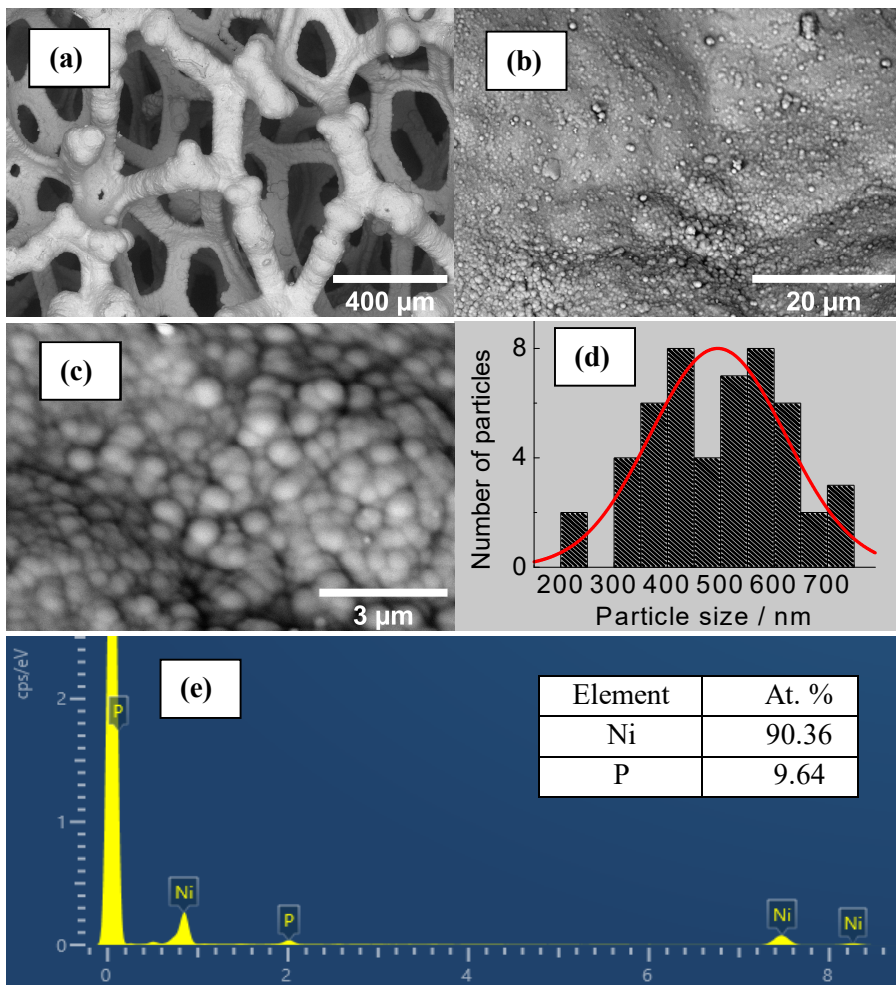 (a)
400 µm
(b)
20 µm
(c)
3 µm
(d)
Number of particles
8
4
0
200 300 400 500 600 700
Particle size / nm
(e)
cps/eV
2
1
0
P
Ni
P
Ni
Ni
0 2 4 6 8
Element At. %
Ni 90.36
P 9.64